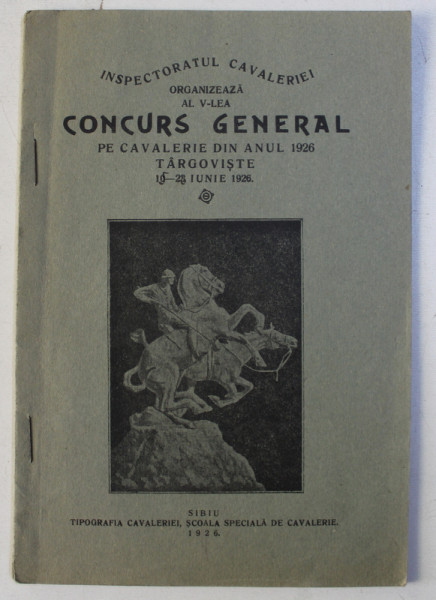 INSPECTORATUL CAVALERIEI
ORGANIZEAZĂ
AL V-LEA
CONCURS GENERAL
PE CAVALERIE DIN ANUL 1926
TÂRGOVIȘTE
IUNIE 1926.
SIBIU
TIPOGRAFIA CAVALERIEI, ȘCOALA SPECIALĂ DE CAVALERIE.
1926.